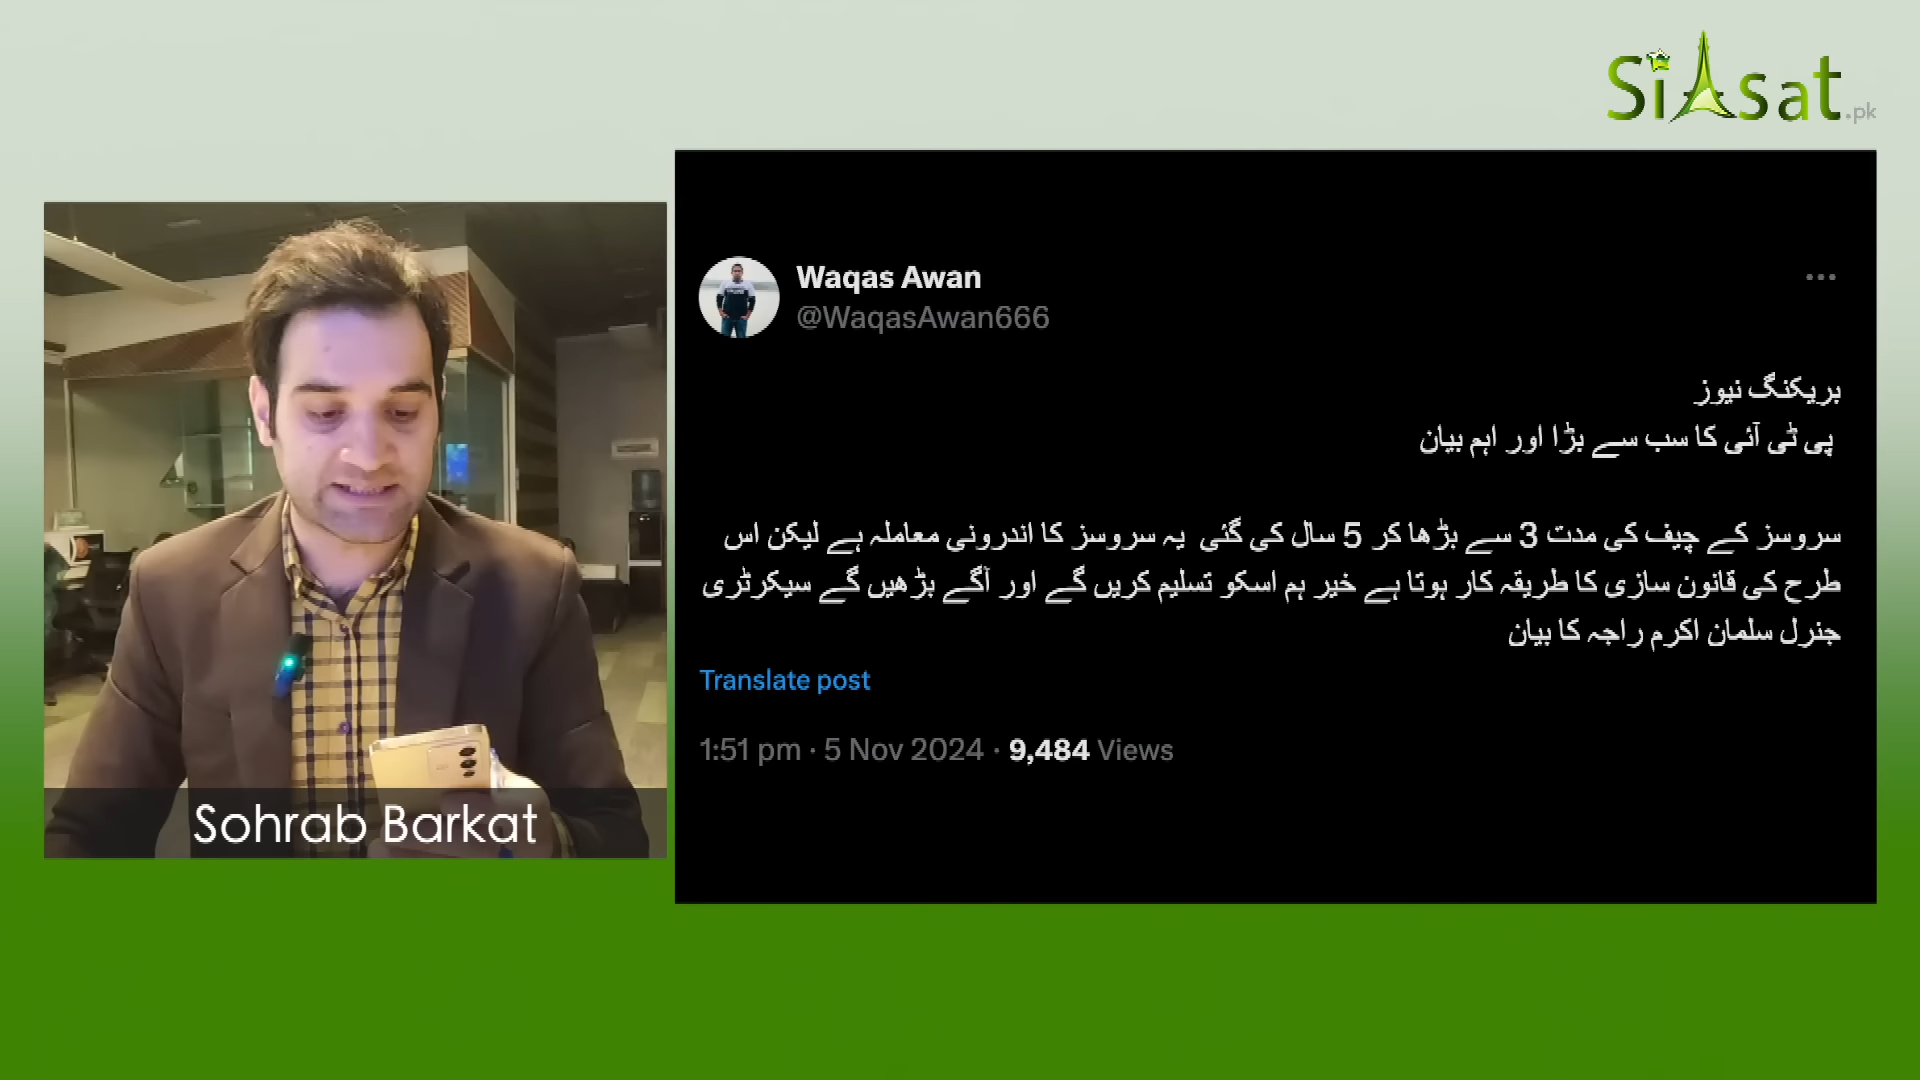 SiAsat.pk
Waqas Awan
@WaqasAwan666
بریکنگ نیوز
پی ٹی آئی کا سب سے بڑا اور اہم بیان
سروسز کے چیف کی مدت 3 سے بڑھا کر 5 سال کی گئی یہ سروسز کا اندرونی معاملہ ہے لیکن اس
طرح کی قانون سازی کا طریقہ کار ہوتا ہے خیر ہم اسکو تسلیم کریں گے اور آگے بڑھیں گے سیکرٹری
جنرل سلمان اکرم راجہ کا بیان
Translate post
1:51 pm · 5 Nov 2024 · 9,484 Views
Sohrab Barkat